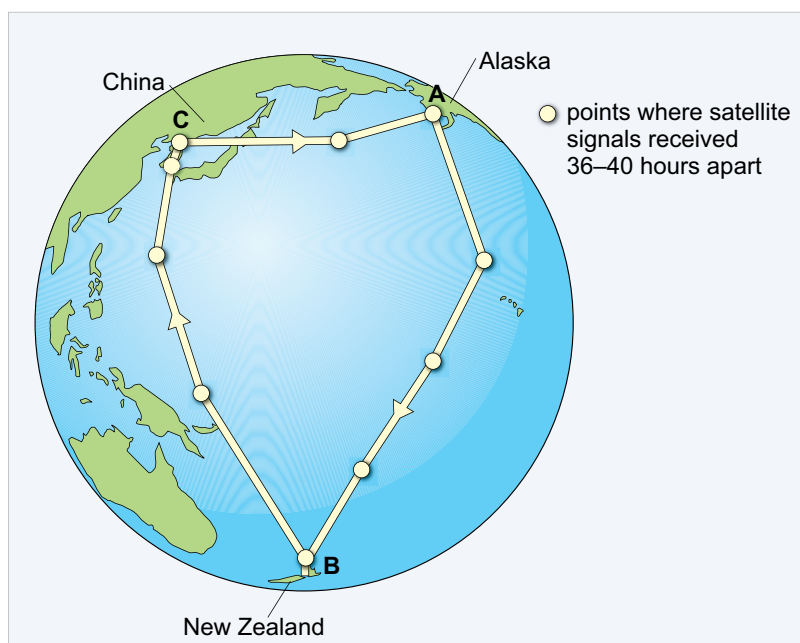 Alaska
China
A
C
points where satellite
signals received
36–40 hours apart
B
New Zealand